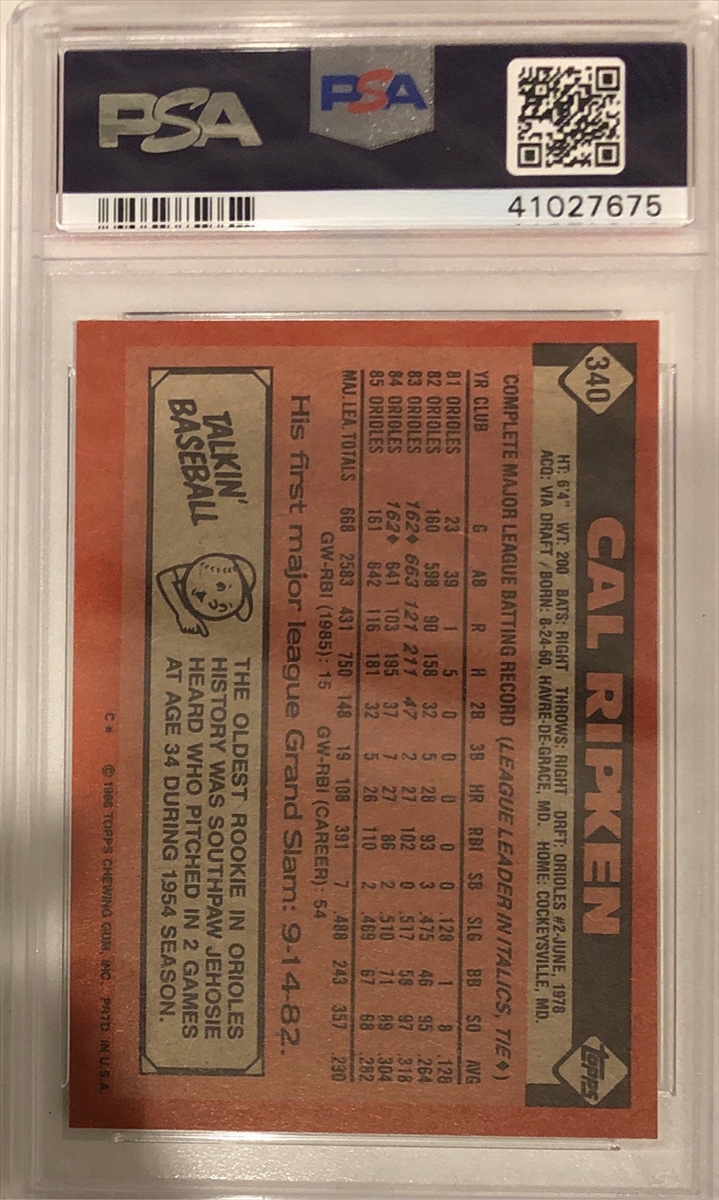 PSA
PSA
41027675
340
CAL RIPKEN
topps
HT: 6'4" WT: 200 BATS: RIGHT THROWS: RIGHT DRFT: ORIOLES #2-JUNE, 1978
ACQ: VIA DRAFT / BORN: 8-24-60, HAVRE-DE-GRACE, MD. HOME: COCKEYSVILLE, MD.
COMPLETE MAJOR LEAGUE BATTING RECORD (LEAGUE LEADER IN ITALICS, TIE♦)
YR CLUB G AB R H 2B 3B HR RBI SB SLG BB SO AVG
81 ORIOLES 23 39 1 5 0 0 0 0 0 .128 1 8 .128
82 ORIOLES 160 598 90 158 32 5 28 93 3 .475 46 95 .264
83 ORIOLES 162♦ 663 121 211 47 2 27 102 0 .517 58 97 .318
84 ORIOLES 162♦ 641 103 195 37 7 27 86 2 .510 71 89 .304
85 ORIOLES 161 642 116 181 32 5 26 110 2 .469 67 68 .282
MAJ. LEA. TOTALS 668 2583 431 750 148 19 108 391 7 .488 243 357 .290
GW-RBI (1985): 15 GW-RBI (CAREER): 54
His first major league Grand Slam: 9-14-82.
TALKIN'
BASEBALL
THE OLDEST ROOKIE IN ORIOLES
HISTORY WAS SOUTHPAW JEHOSIE
HEARD WHO PITCHED IN 2 GAMES
AT AGE 34 DURING 1954 SEASON.
C* © 1986 TOPPS CHEWING GUM, INC. PRTD. IN U.S.A.